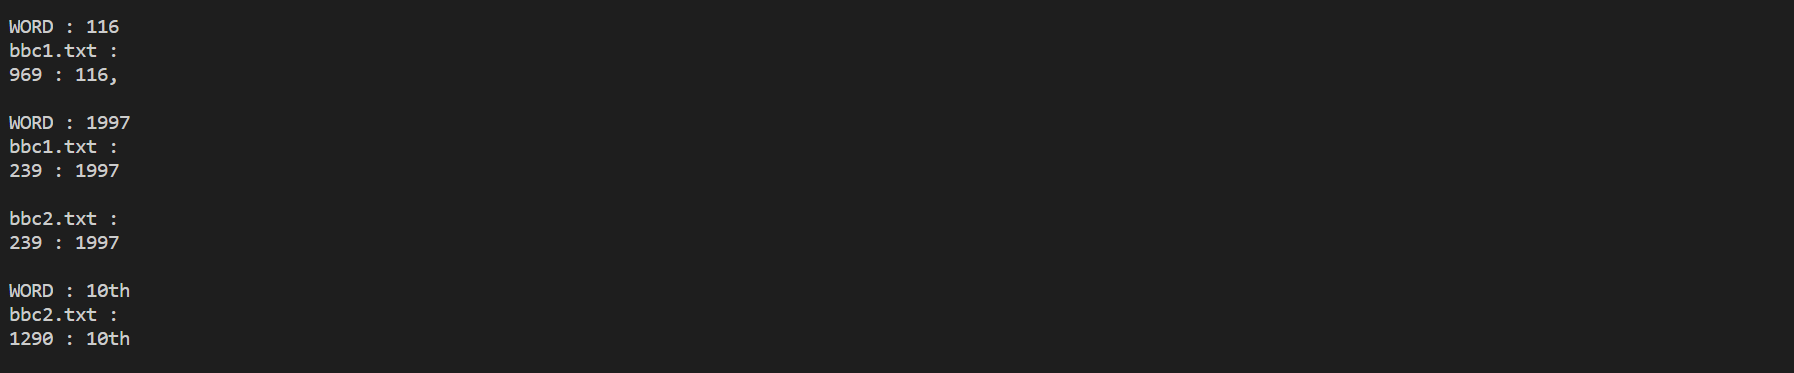 WORD : 116
bbc1.txt :
969 : 116,
WORD : 1997
bbc1.txt :
239 : 1997
bbc2.txt :
239 : 1997
WORD : 10th
bbc2.txt :
1290 : 10th